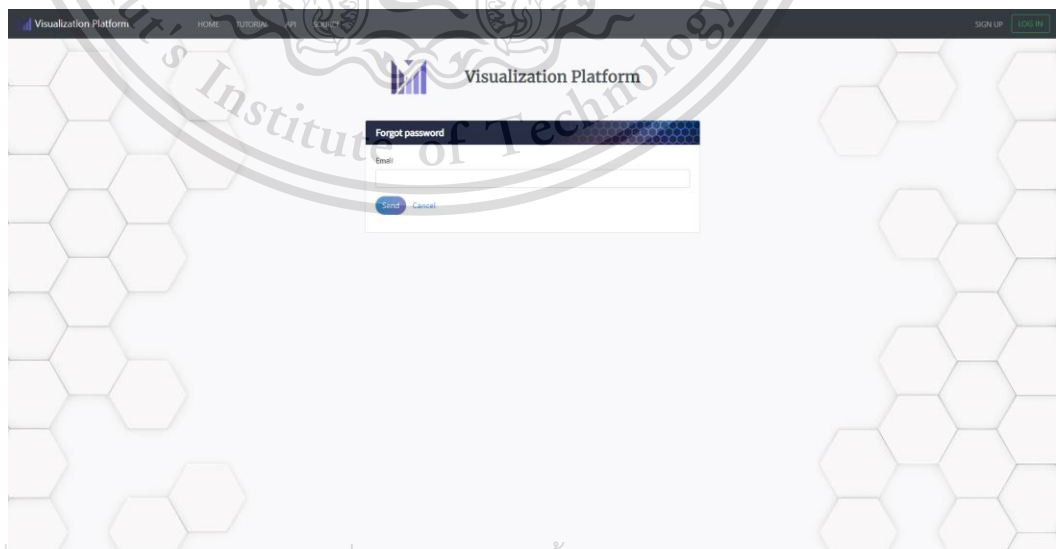 Visualization Platform HOME TUTORIAL API SOURCE SIGN UP LOG IN
Visualization Platform
Forgot password
Email
Send Cancel
Institute of Technology